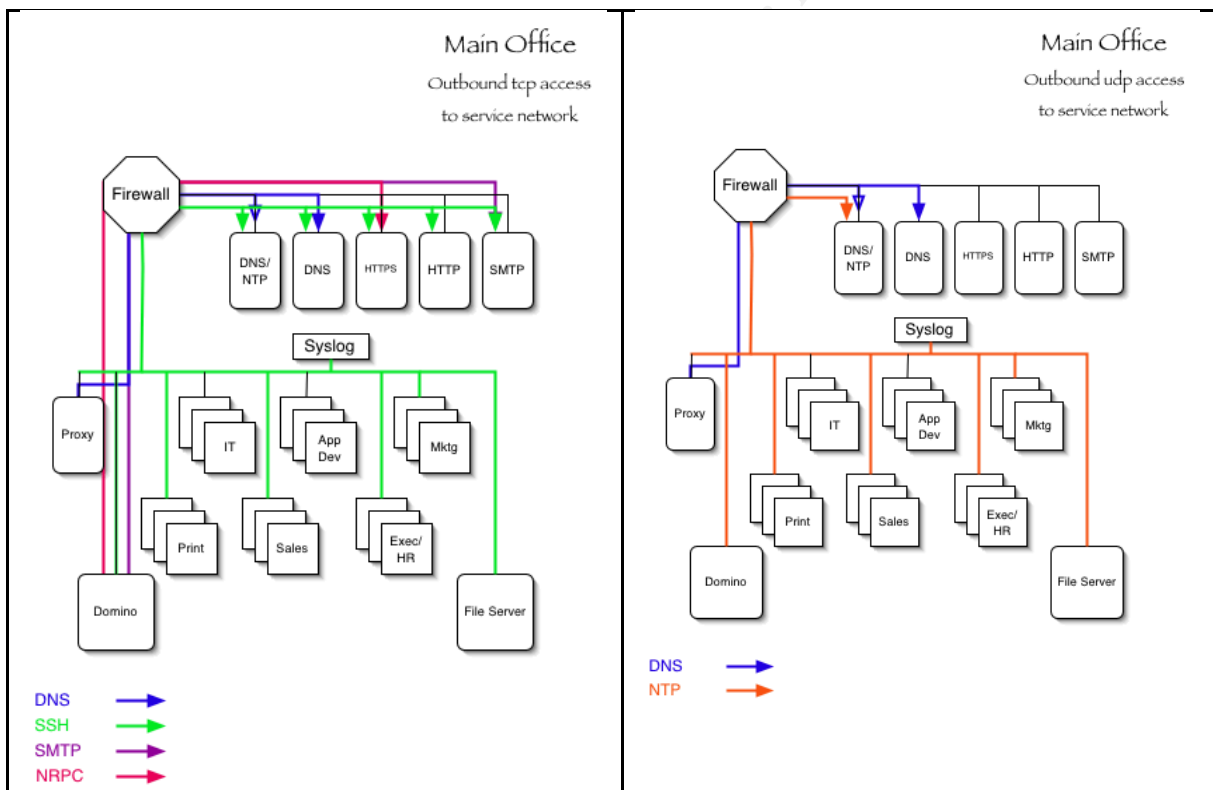 Main Office
Outbound tcp access
to service network
Firewall
DNS/
NTP
DNS
HTTPS
HTTP
SMTP
Syslog
Proxy
IT
App
Dev
Mktg
Print
Sales
Exec/
HR
Domino
File Server
DNS
SSH
SMTP
NRPC
Main Office
Outbound udp access
to service network
Firewall
DNS/
NTP
DNS
HTTPS
HTTP
SMTP
Syslog
Proxy
IT
App
Dev
Mktg
Print
Sales
Exec/
HR
Domino
File Server
DNS
NTP